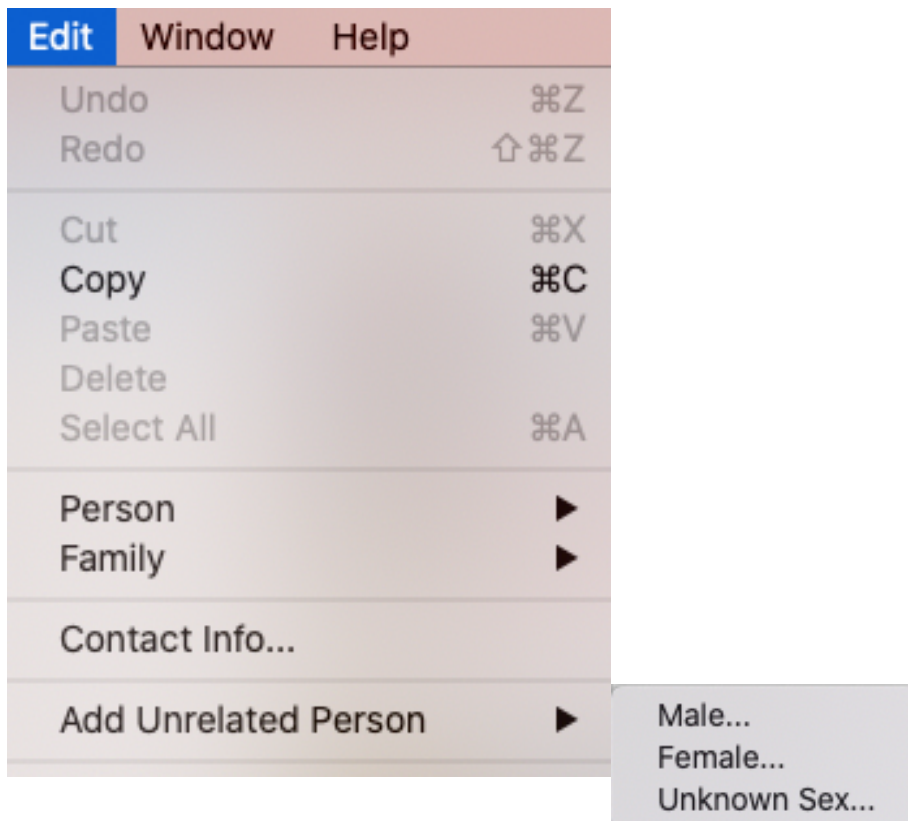 Edit Window Help
Undo ⌘Z
Redo ⇧⌘Z
Cut ⌘X
Copy ⌘C
Paste ⌘V
Delete
Select All ⌘A
Person ▶
Family ▶
Contact Info...
Add Unrelated Person ▶
Male...
Female...
Unknown Sex...